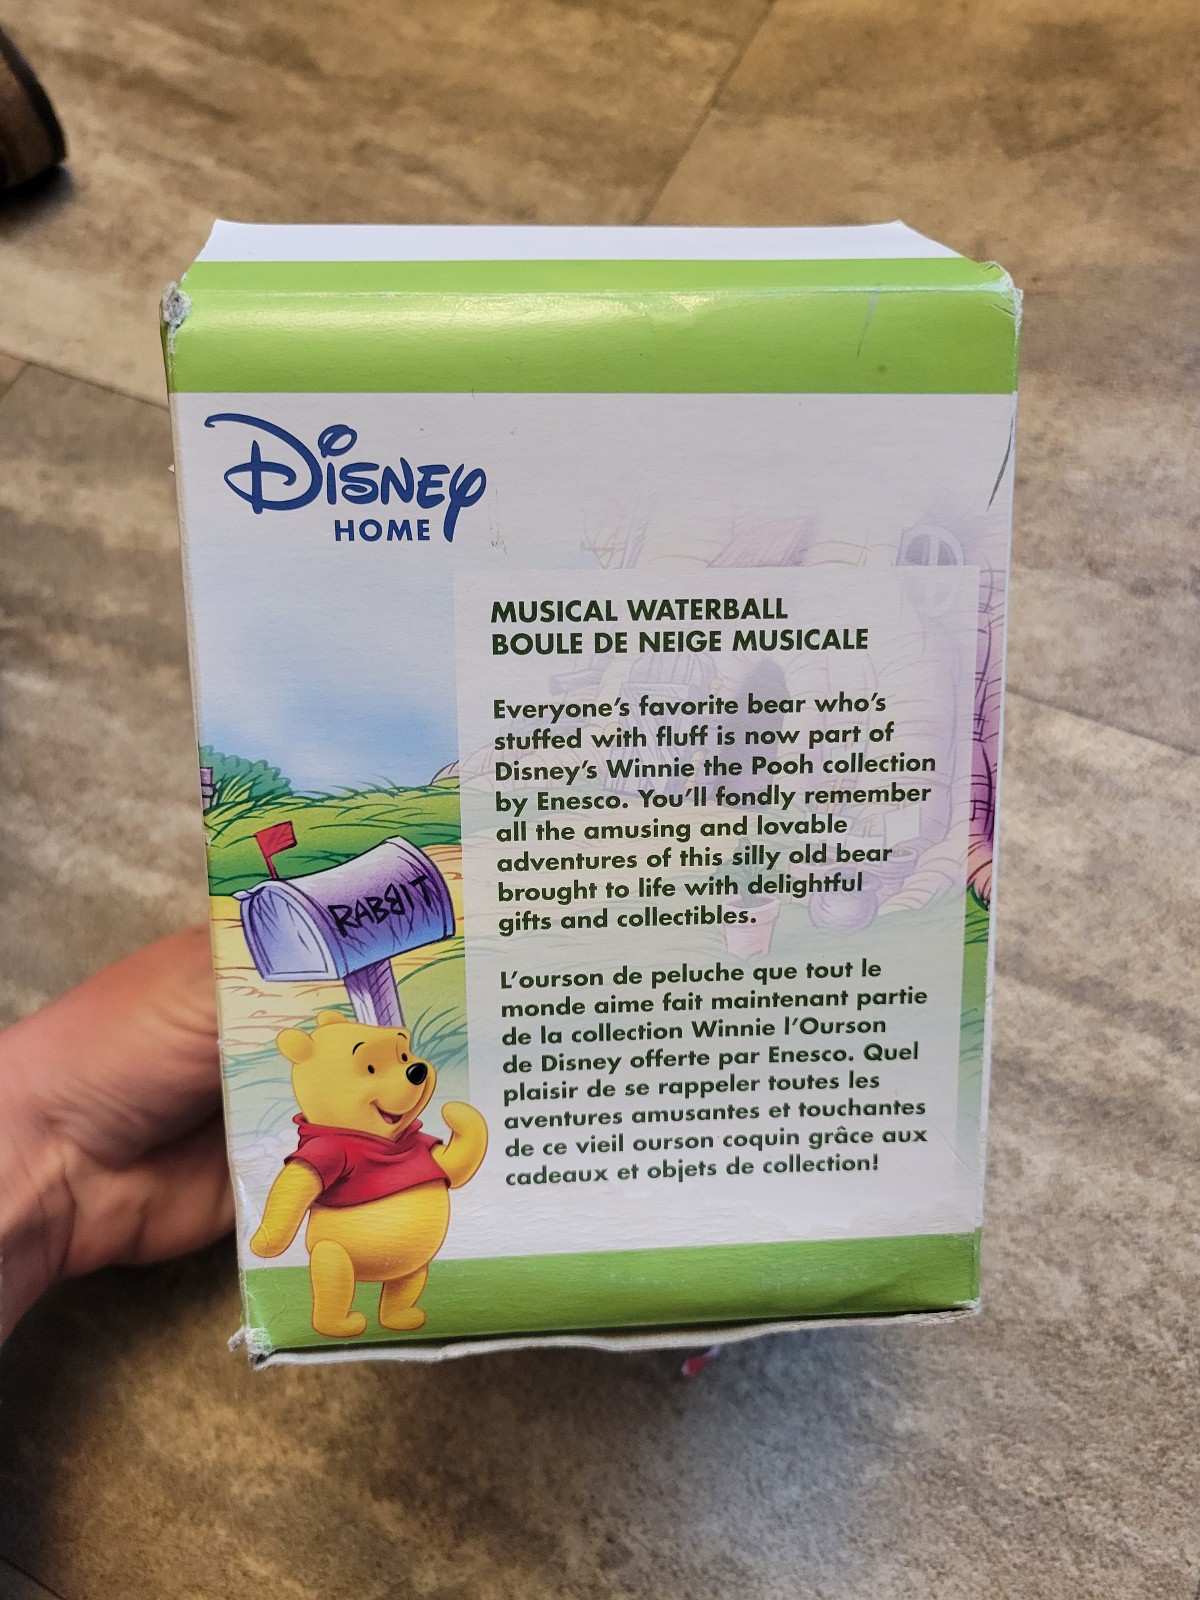 DISNEY
HOME
MUSICAL WATERBALL
BOULE DE NEIGE MUSICALE
Everyone's favorite bear who's
stuffed with fluff is now part of
Disney's Winnie the Pooh collection
by Enesco. You'll fondly remember
all the amusing and lovable
adventures of this silly old bear
brought to life with delightful
gifts and collectibles.
L'ourson de peluche que tout le
monde aime fait maintenant partie
de la collection Winnie l'Ourson
de Disney offerte par Enesco. Quel
plaisir de se rappeler toutes les
aventures amusantes et touchantes
de ce vieil ourson coquin grâce aux
cadeaux et objets de collection!
RABBIT